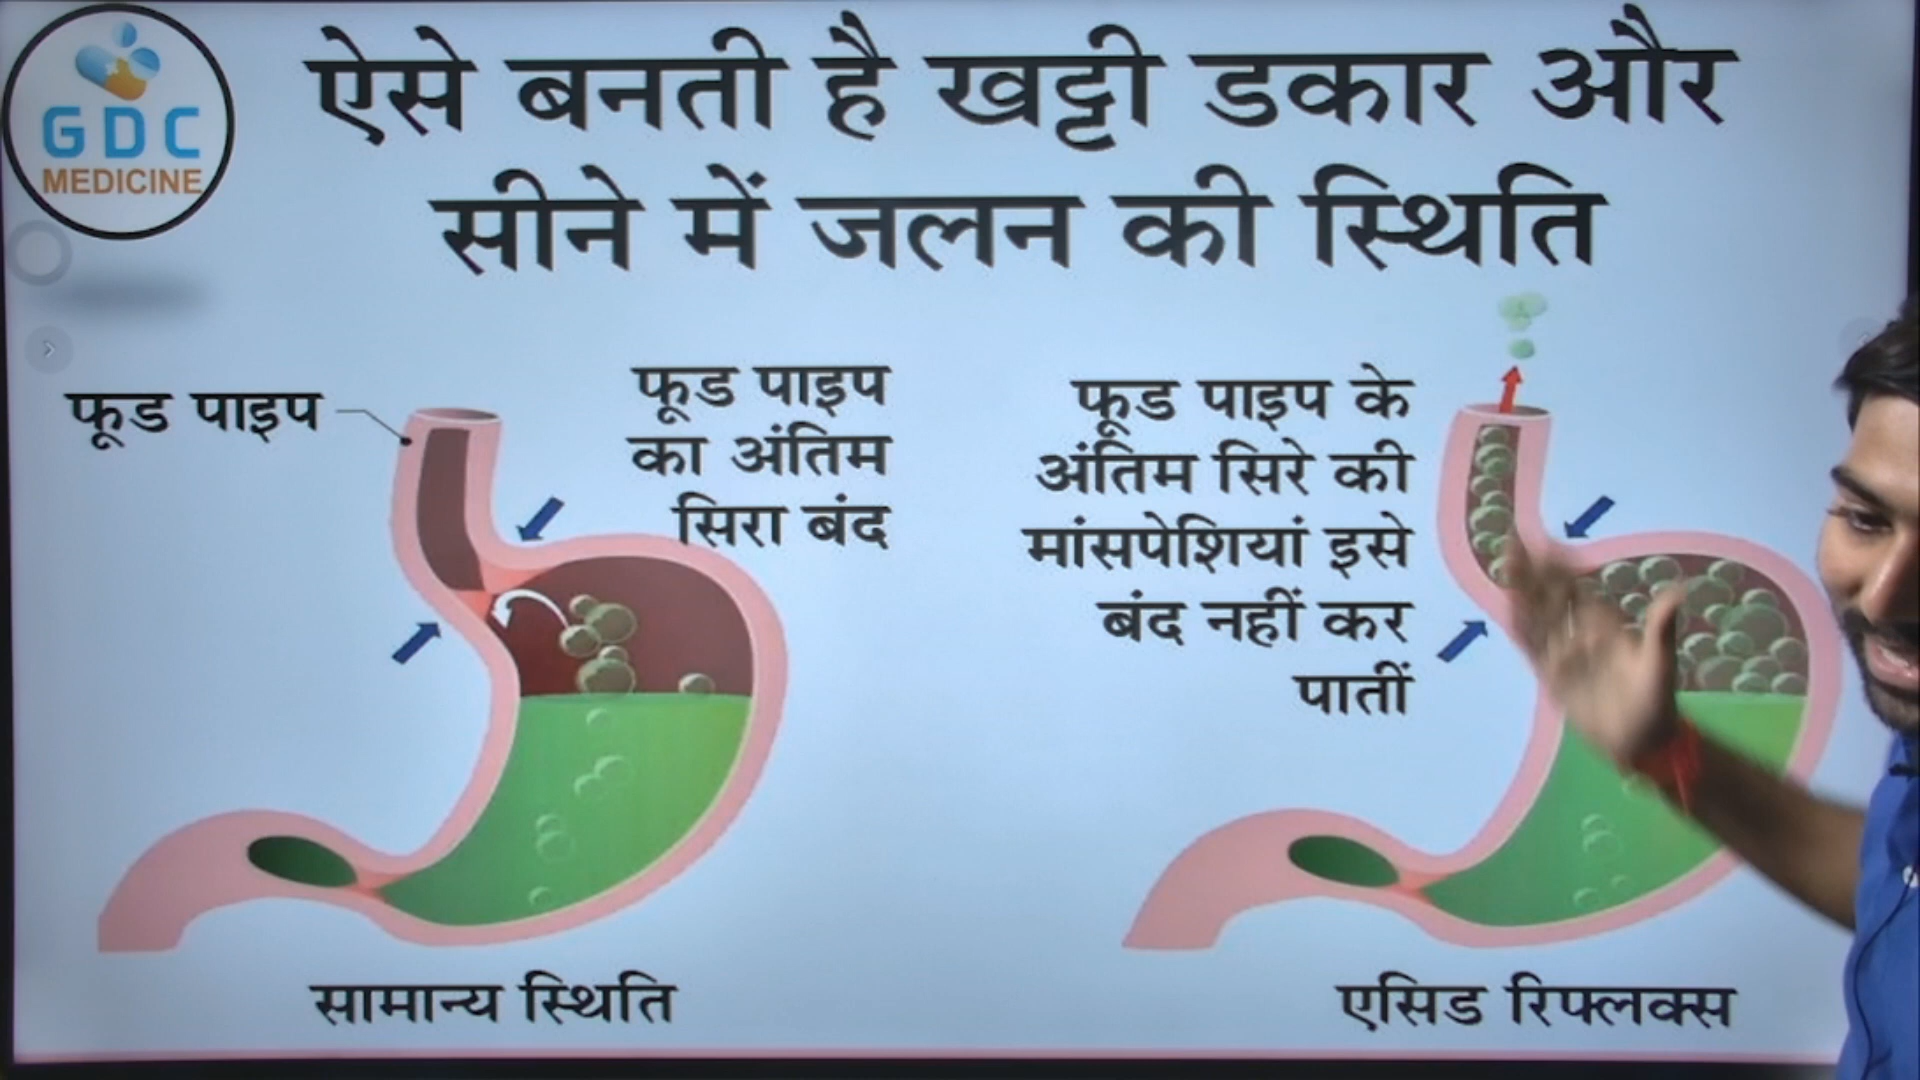 GDC
MEDICINE
ऐसे बनती है खट्टी डकार और
सीने में जलन की स्थिति
फूड पाइप
फूड पाइप
का अंतिम
सिरा बंद
फूड पाइप के
अंतिम सिरे की
मांसपेशियां इसे
बंद नहीं कर
पातीं
सामान्य स्थिति
एसिड रिफ्लक्स